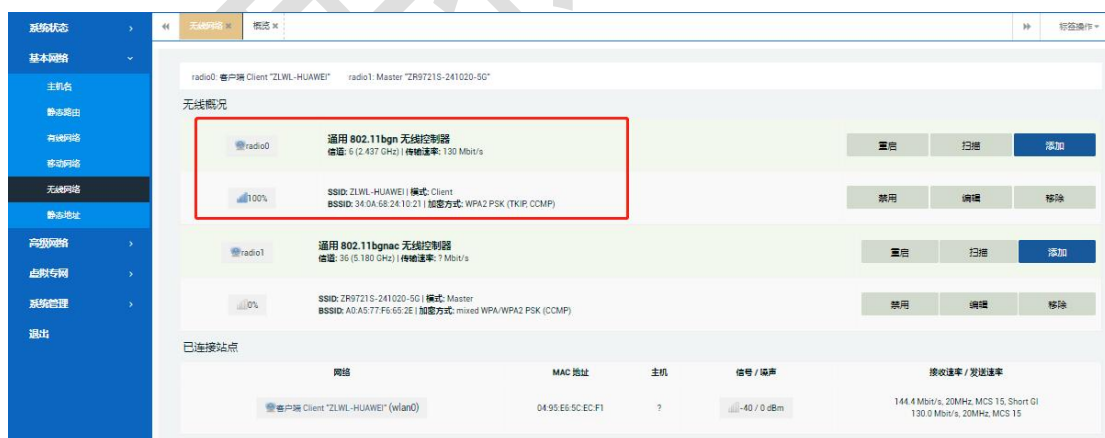 系统状态
基本网络
主机名
静态路由
有线网络
移动网络
无线网络
静态地址
高级网络
虚拟专网
系统管理
退出
无线网络 概览 标签操作
radio0: 客户端 Client "ZLWL-HUAWEI" radio1: Master "ZR9721S-241020-5G"
无线概况
radio0 通用 802.11bgn 无线控制器 重启 扫描 添加
信道: 6 (2.437 GHz) | 传输速率: 130 Mbit/s
100% SSID: ZLWL-HUAWEI | 模式: Client 禁用 编辑 移除
BSSID: 34:0A:68:24:10:21 | 加密方式: WPA2 PSK (TKIP, CCMP)
radio1 通用 802.11bgnac 无线控制器 重启 扫描 添加
信道: 36 (5.180 GHz) | 传输速率: ? Mbit/s
0% SSID: ZR9721S-241020-5G | 模式: Master 禁用 编辑 移除
BSSID: A0:A5:77:F6:65:2E | 加密方式: mixed WPA/WPA2 PSK (CCMP)
已连接站点
网络 MAC 地址 主机 信号 / 噪声 接收速率 / 发送速率
客户端 Client "ZLWL-HUAWEI" (wlan0) 04:95:E6:5C:EC:F1 ? -40 / 0 dBm 144.4 Mbit/s, 20MHz, MCS 15, Short GI
130.0 Mbit/s, 20MHz, MCS 15